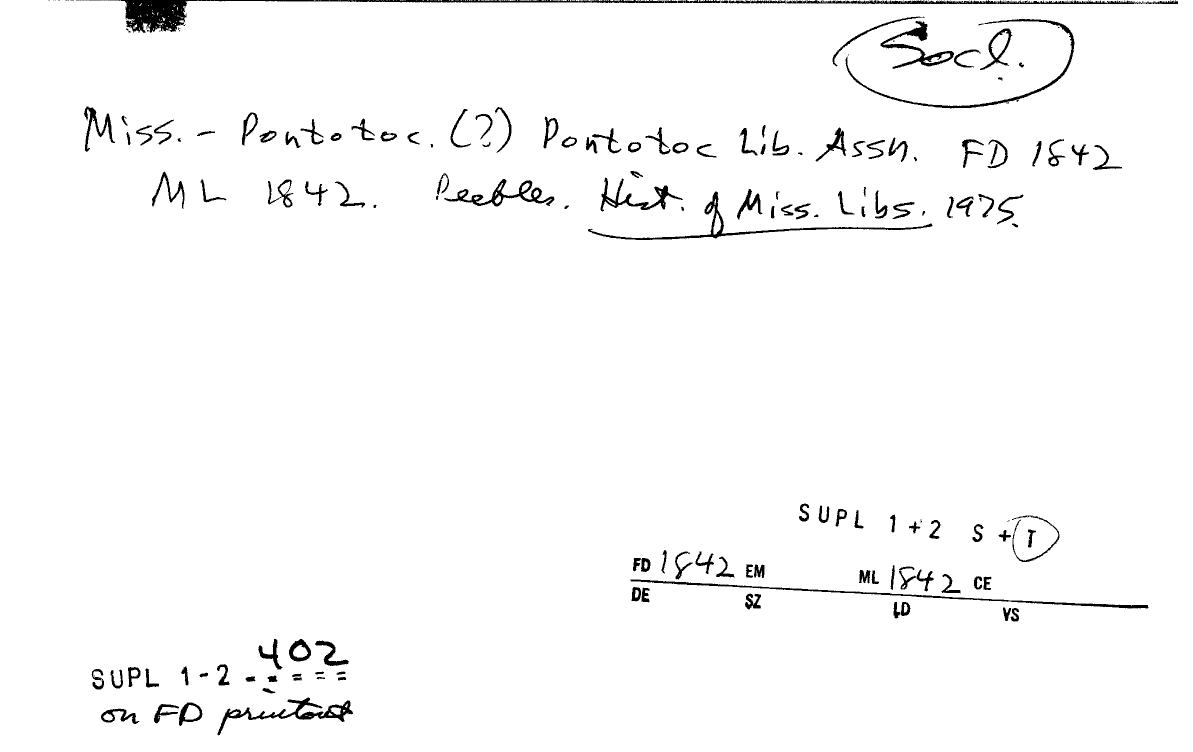 Socl.
Miss. - Pontotoc. (?) Pontotoc Lib. Assn. FD 1842
ML 1842. Peebles. Hist. of Miss. Libs. 1975.
SUPL 1+2 S+T
FD 1842 EM ML 1842 CE
DE SZ LD VS
402
SUPL 1-2 - - = = =
on FD printout